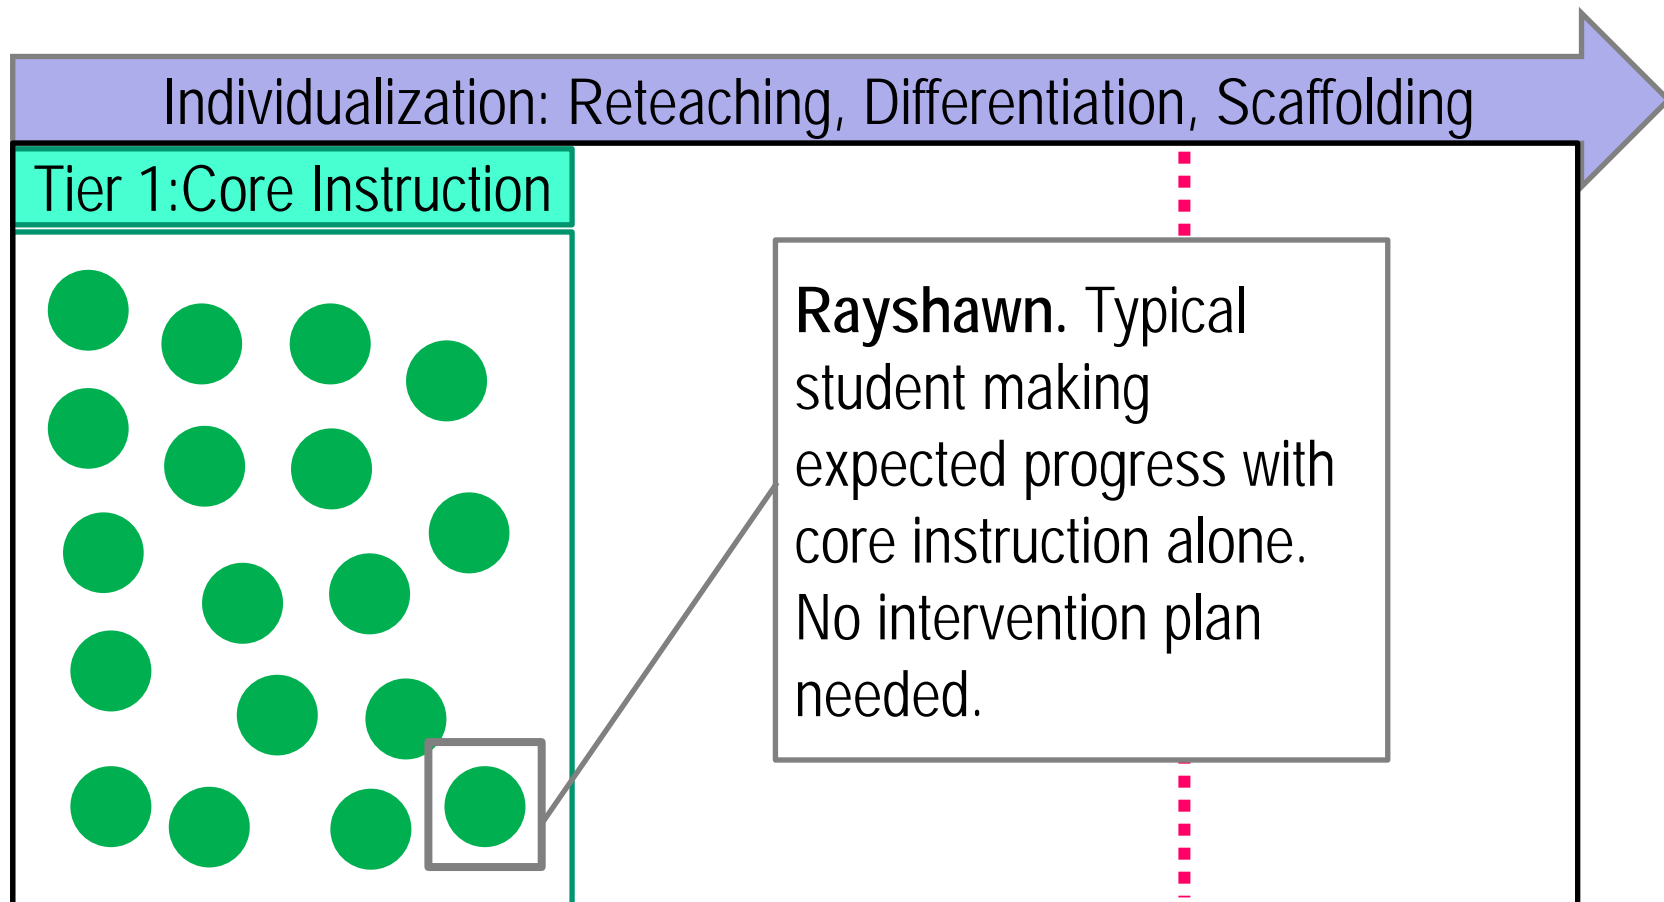 Individualization: Reteaching, Differentiation, Scaffolding
Tier 1:Core Instruction
Rayshawn. Typical
student making
expected progress with
core instruction alone.
No intervention plan
needed.